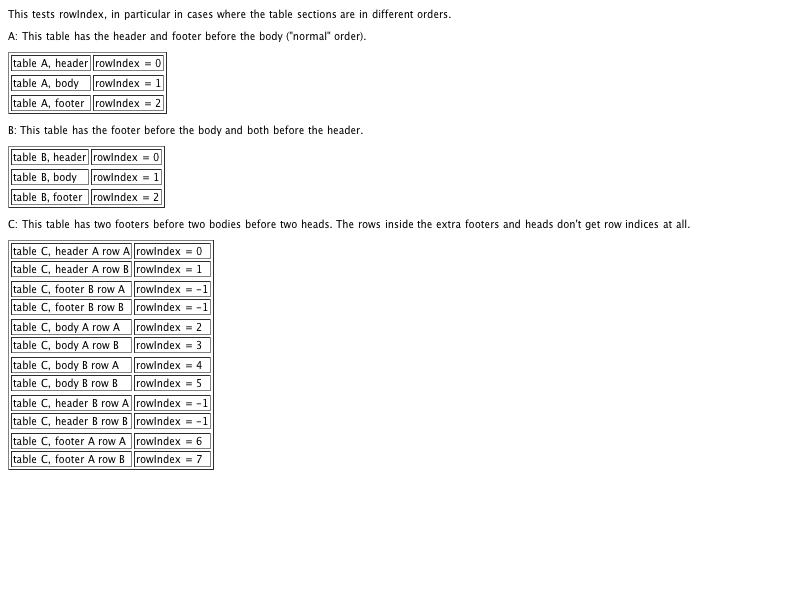 This tests rowIndex, in particular in cases where the table sections are in different orders.
A: This table has the header and footer before the body ("normal" order).
table A, header rowIndex = 0
table A, body rowIndex = 1
table A, footer rowIndex = 2
B: This table has the footer before the body and both before the header.
table B, header rowIndex = 0
table B, body rowIndex = 1
table B, footer rowIndex = 2
C: This table has two footers before two bodies before two heads. The rows inside the extra footers and heads don't get row indices at all.
table C, header A row A rowIndex = 0
table C, header A row B rowIndex = 1
table C, footer B row A rowIndex = -1
table C, footer B row B rowIndex = -1
table C, body A row A rowIndex = 2
table C, body A row B rowIndex = 3
table C, body B row A rowIndex = 4
table C, body B row B rowIndex = 5
table C, header B row A rowIndex = -1
table C, header B row B rowIndex = -1
table C, footer A row A rowIndex = 6
table C, footer A row B rowIndex = 7